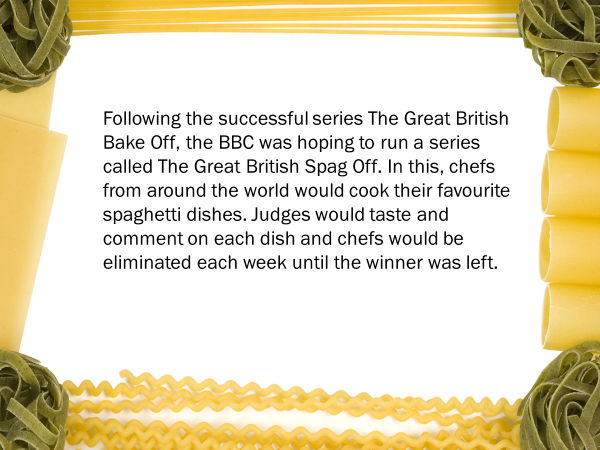 Following the successful series The Great British
Bake Off, the BBC was hoping to run a series
called The Great British Spag Off. In this, chefs
from around the world would cook their favourite
spaghetti dishes. Judges would taste and
comment on each dish and chefs would be
eliminated each week until the winner was left.